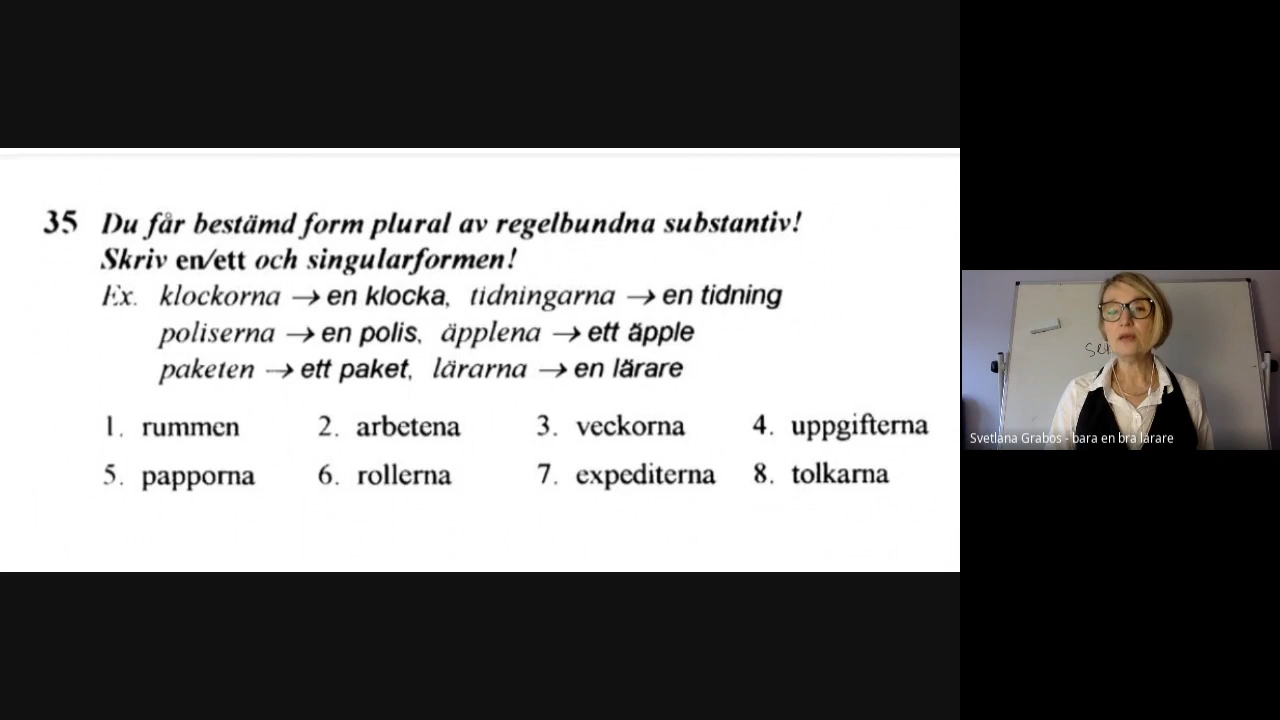 35 Du får bestämd form plural av regelbundna substantiv!
Skriv en/ett och singularformen!
Ex. klockorna → en klocka, tidningarna → en tidning
poliserna → en polis, äpplena → ett äpple
paketen → ett paket, lärarna → en lärare
1. rummen 2. arbetena 3. veckorna 4. uppgifterna
5. papporna 6. rollerna 7. expediterna 8. tolkarna
Svetlana Grabos - bara en bra lärare